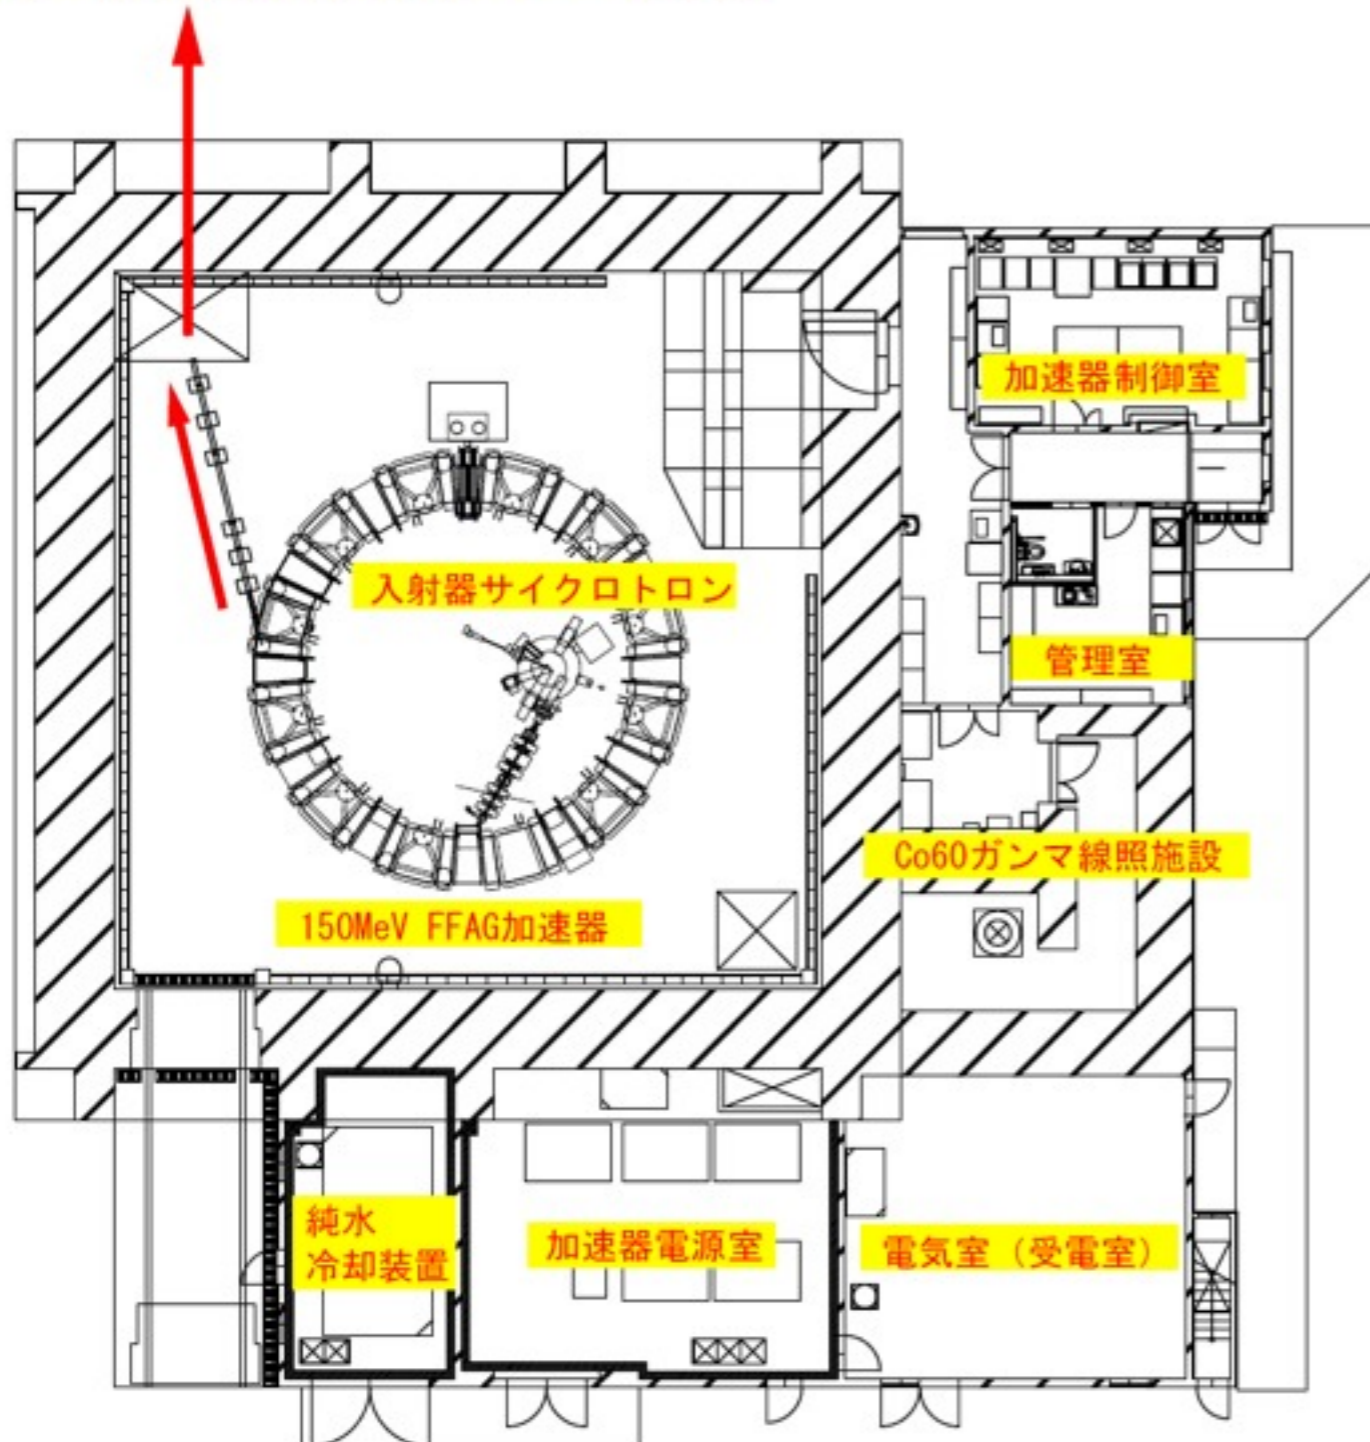 加速器制御室
入射器サイクロトロン
管理室
Co60ガンマ線照施設
150MeV FFAG加速器
純水
冷却装置
加速器電源室
電気室（受電室）